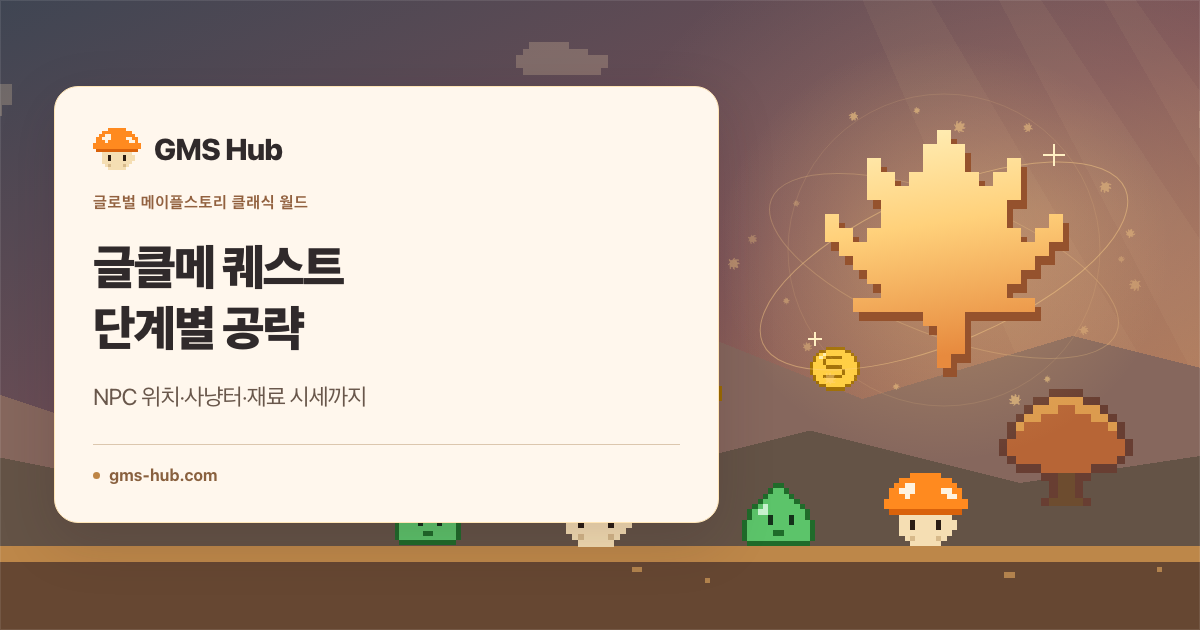 GMS Hub
글로벌 메이플스토리 클래식 월드
글클메 퀘스트
단계별 공략
NPC 위치·사냥터·재료 시세까지
gms-hub.com